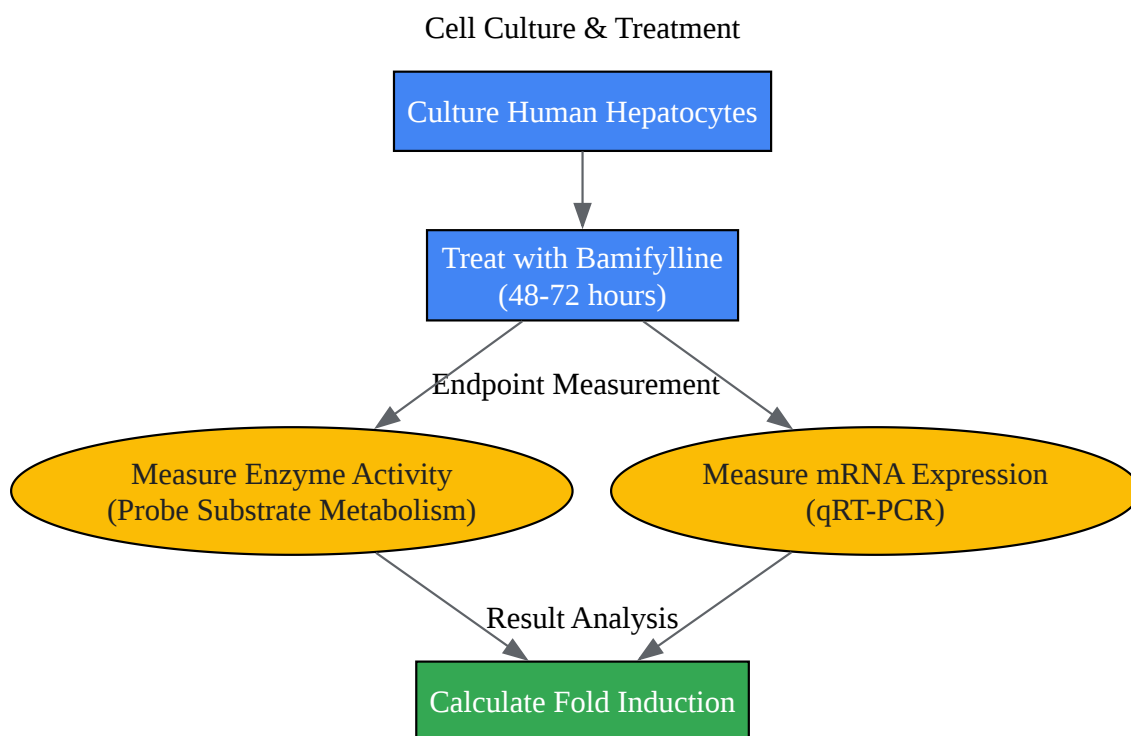 Cell Culture & Treatment
Culture Human Hepatocytes
Treat with Bamifylline
(48-72 hours)
Endpoint Measurement
Measure Enzyme Activity
(Probe Substrate Metabolism)
Measure mRNA Expression
(qRT-PCR)
Result Analysis
Calculate Fold Induction